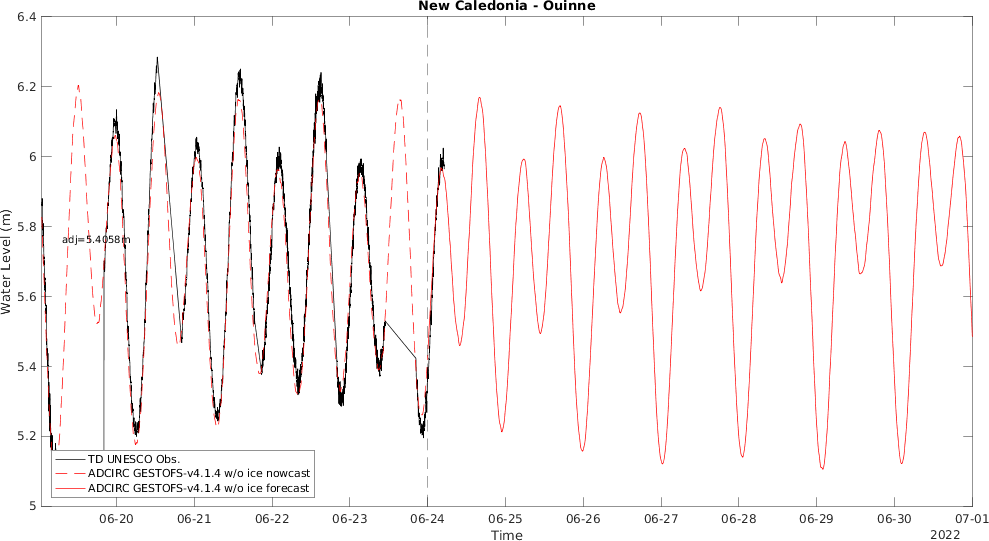 New Caledonia - Ouinne
6.4
6.2
6
5.8
5.6
5.4
5.2
5
Water Level (m)
adj=5.4058m
TD UNESCO Obs.
ADCIRC GESTOFS-v4.1.4 w/o ice nowcast
ADCIRC GESTOFS-v4.1.4 w/o ice forecast
06-20 06-21 06-22 06-23 06-24 06-25 06-26 06-27 06-28 06-29 06-30 07-01
Time
2022